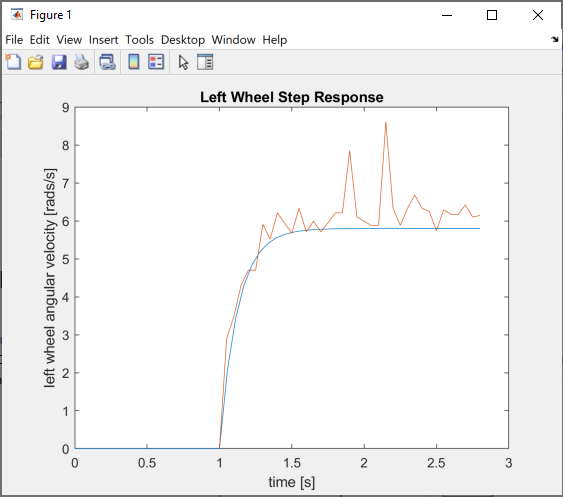 Figure 1
File Edit View Insert Tools Desktop Window Help
Left Wheel Step Response
9
8
7
6
5
4
3
2
1
0
left wheel angular velocity [rads/s]
0 0.5 1 1.5 2 2.5 3
time [s]